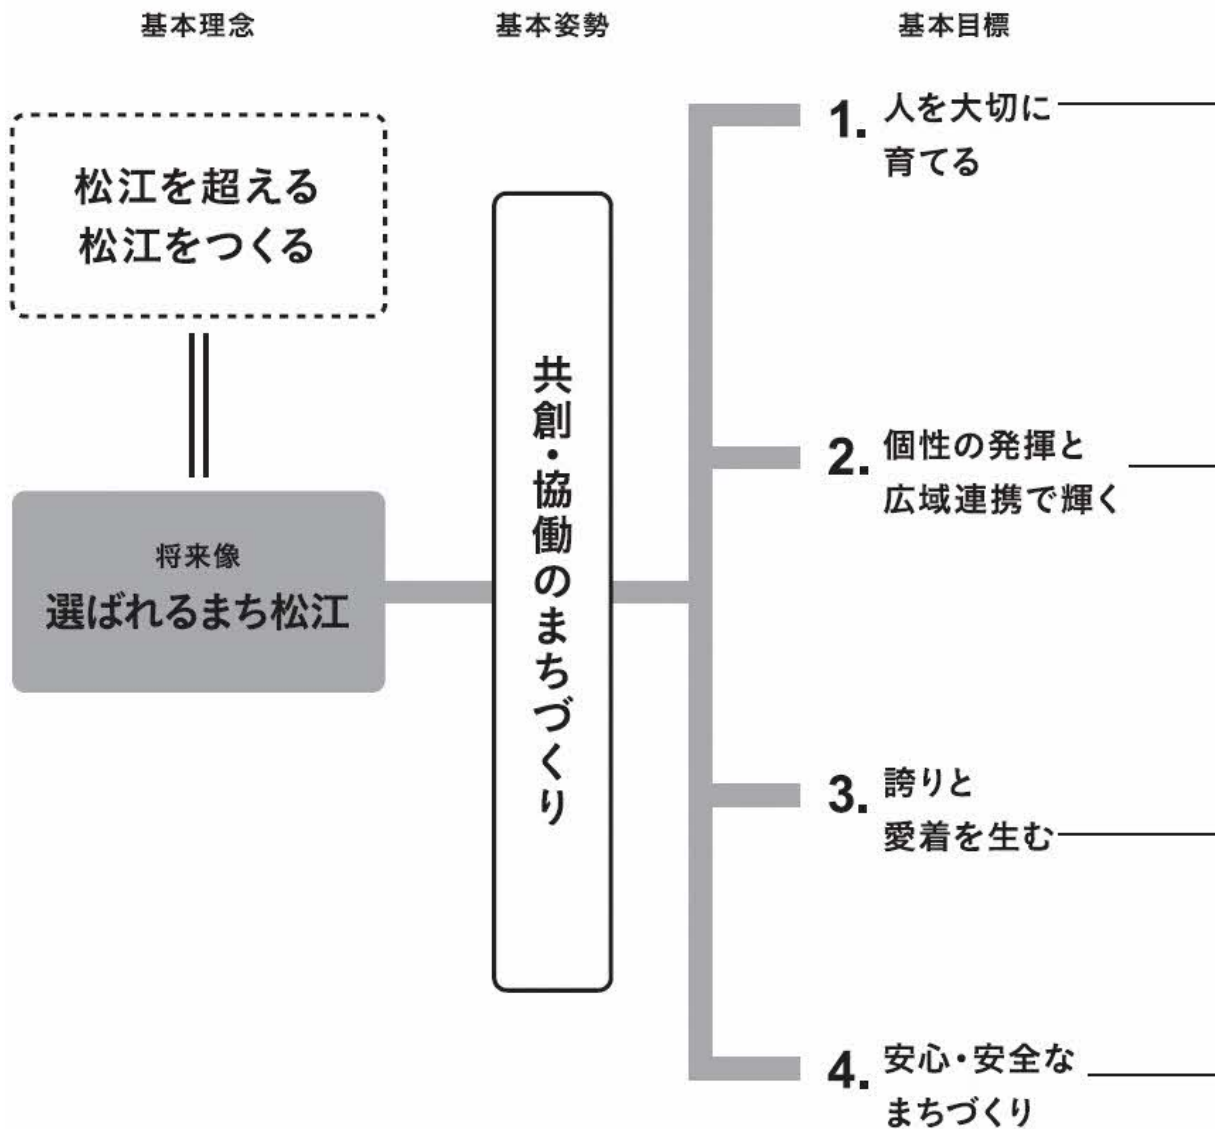 基本理念
基本姿勢
基本目標
松江を超える
松江をつくる
将来像
選ばれるまち松江
共創・協働のまちづくり
1. 人を大切に
育てる
2. 個性の発揮と
広域連携で輝く
3. 誇りと
愛着を生む
4. 安心・安全な
まちづくり